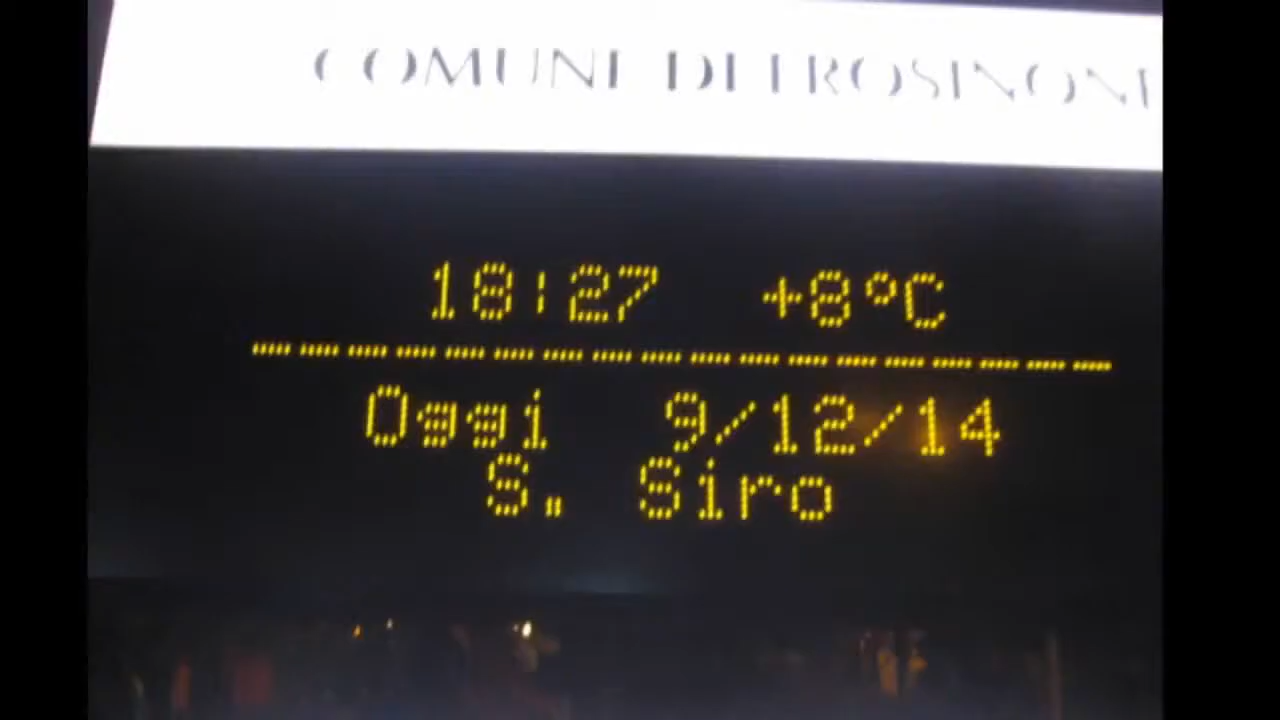 COMUNE DI FROSINONE
18:27 +8°C
------------------
Oggi 9/12/14
S. Siro